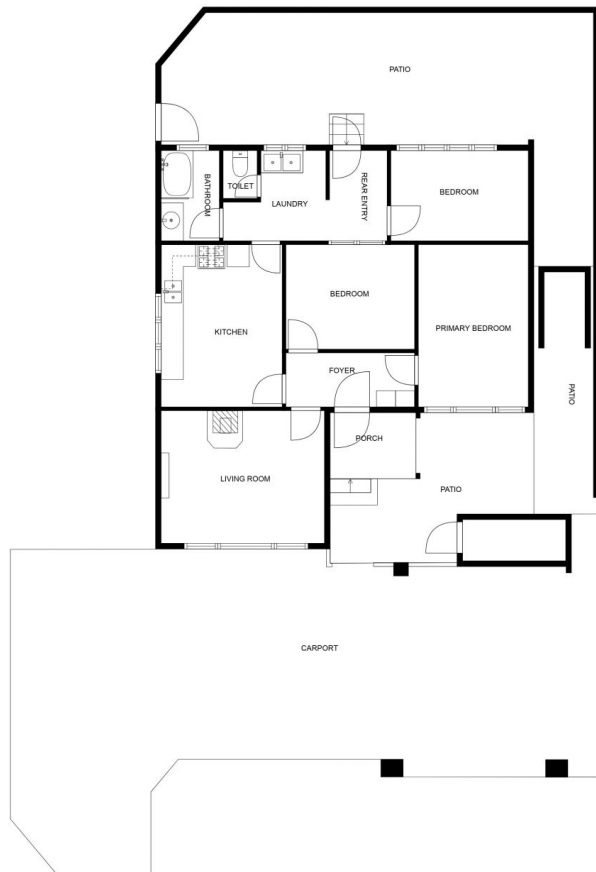 PATIO
BATHROOM
TOILET
LAUNDRY
REAR ENTRY
BEDROOM
BEDROOM
KITCHEN
PRIMARY BEDROOM
FOYER
PATIO
PORCH
LIVING ROOM
PATIO
CARPORT